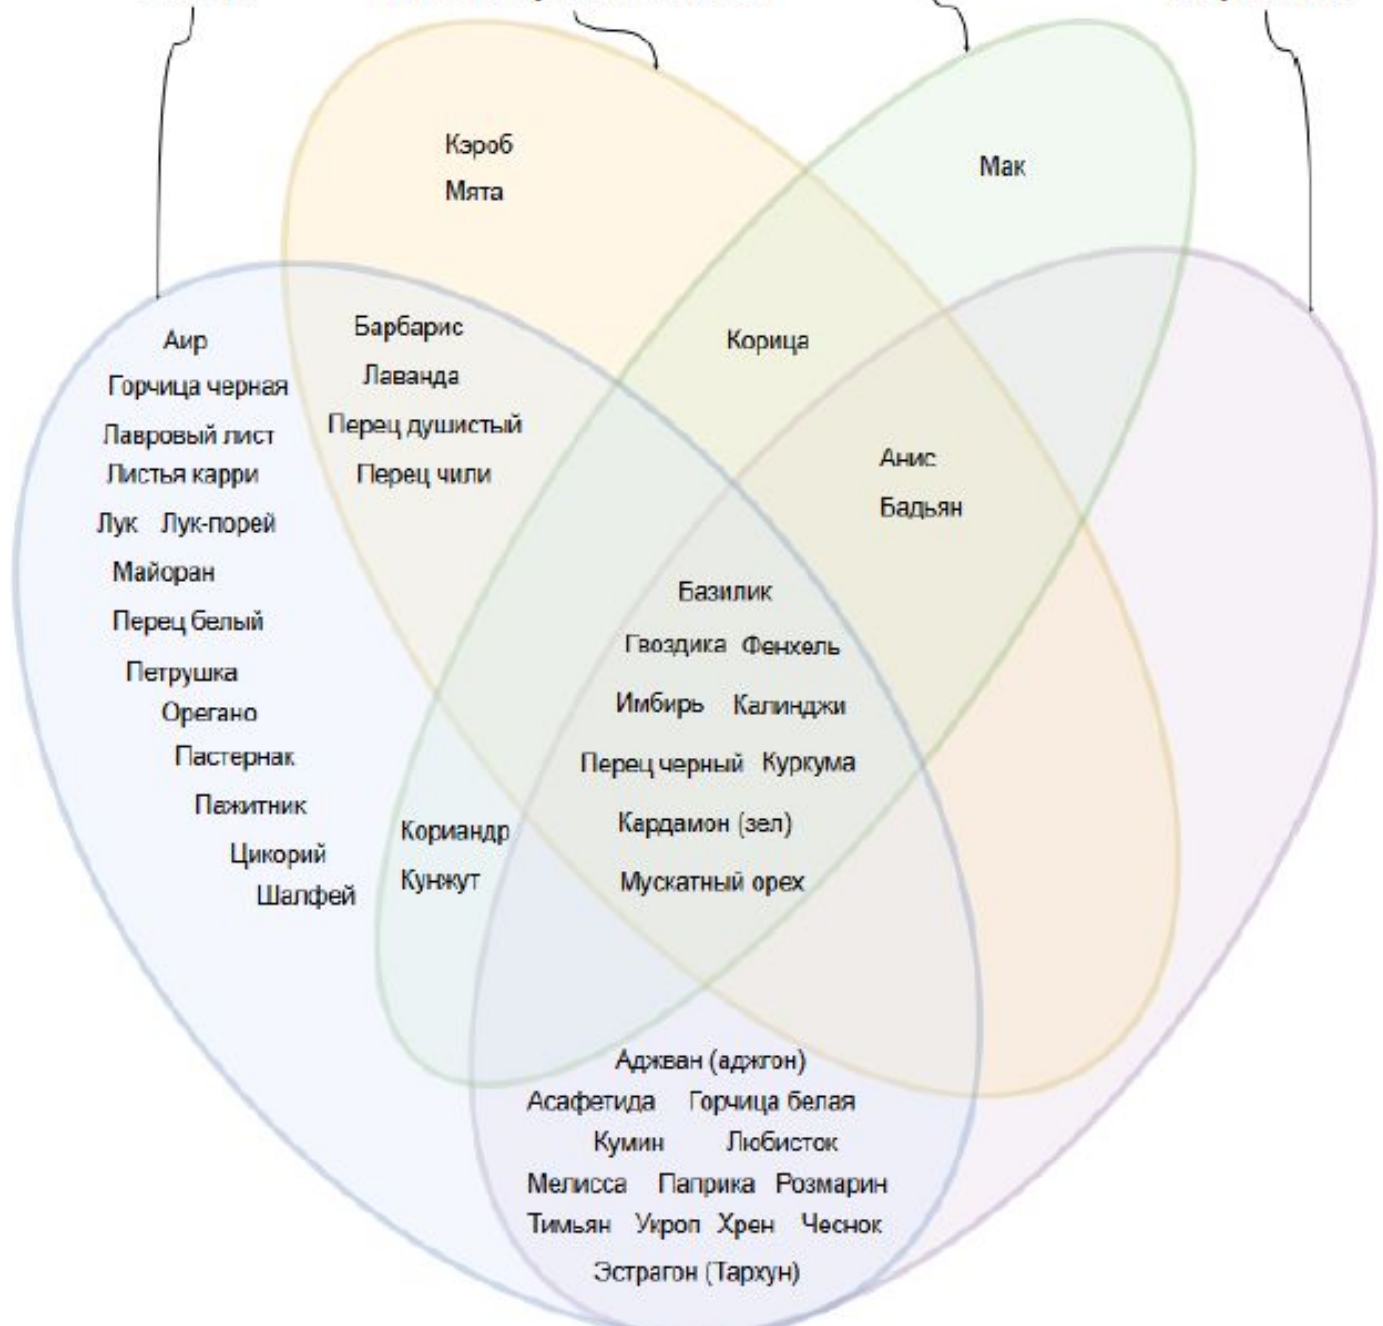 Кэроб
Мята
Мак
Барбарис
Лаванда
Перец душистый
Перец чили
Корица
Аир
Горчица черная
Лавровый лист
Листья карри
Лук Лук-порей
Майоран
Перец белый
Петрушка
Орегано
Пастернак
Пажитник
Цикорий
Шалфей
Анис
Бадьян
Базилик
Гвоздика Фенхель
Имбирь Калинджи
Перец черный Куркума
Кардамон (зел)
Мускатный орех
Кориандр
Кунжут
Аджван (аджгон)
Асафетида Горчица белая
Кумин Любисток
Мелисса Паприка Розмарин
Тимьян Укроп Хрен Чеснок
Эстрагон (Тархун)